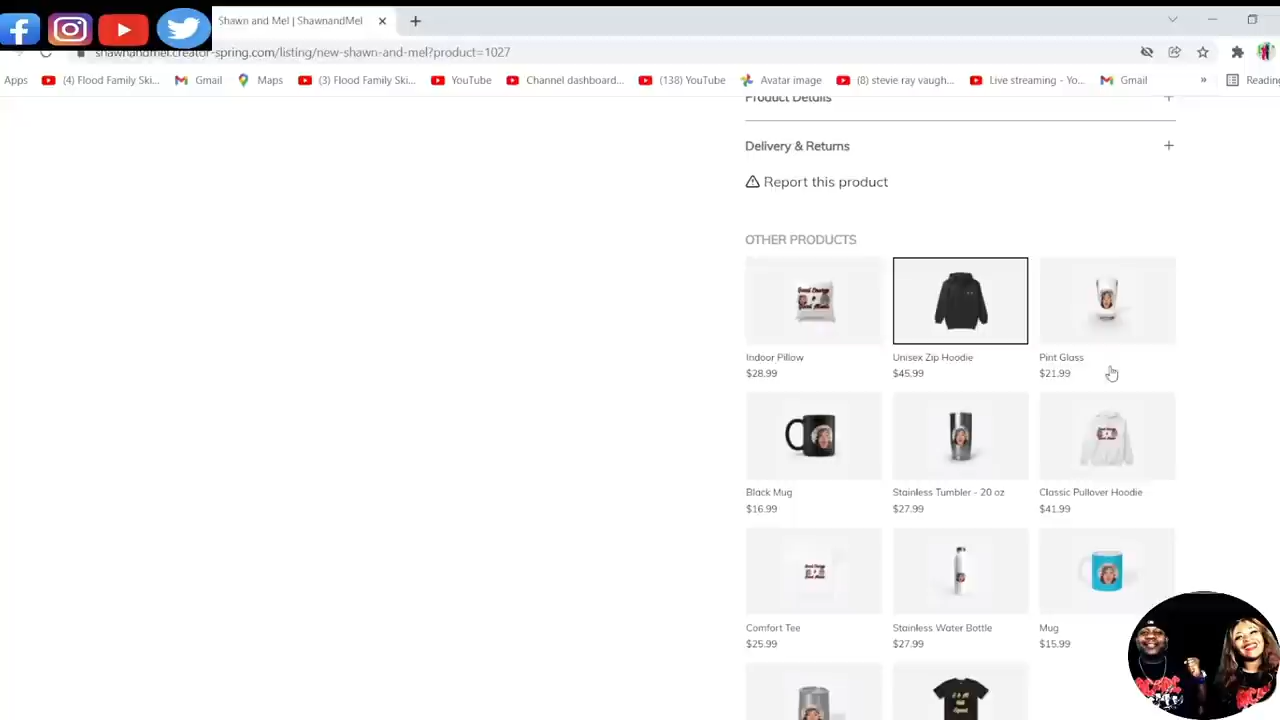 Shawn and Mel | ShawnandMel
shawnandmel.creator-spring.com/listing/new-shawn-and-mel?product=1027
Apps (4) Flood Family Ski... Gmail Maps (3) Flood Family Ski... YouTube Channel dashboard... (138) YouTube Avatar image (8) stevie ray vaugh... Live streaming - Yo... Gmail » Reading
Product Details
Delivery & Returns
Report this product
OTHER PRODUCTS
Indoor Pillow Unisex Zip Hoodie Pint Glass
$28.99 $45.99 $21.99
Black Mug Stainless Tumbler - 20 oz Classic Pullover Hoodie
$16.99 $27.99 $41.99
Comfort Tee Stainless Water Bottle Mug
$25.99 $27.99 $15.99